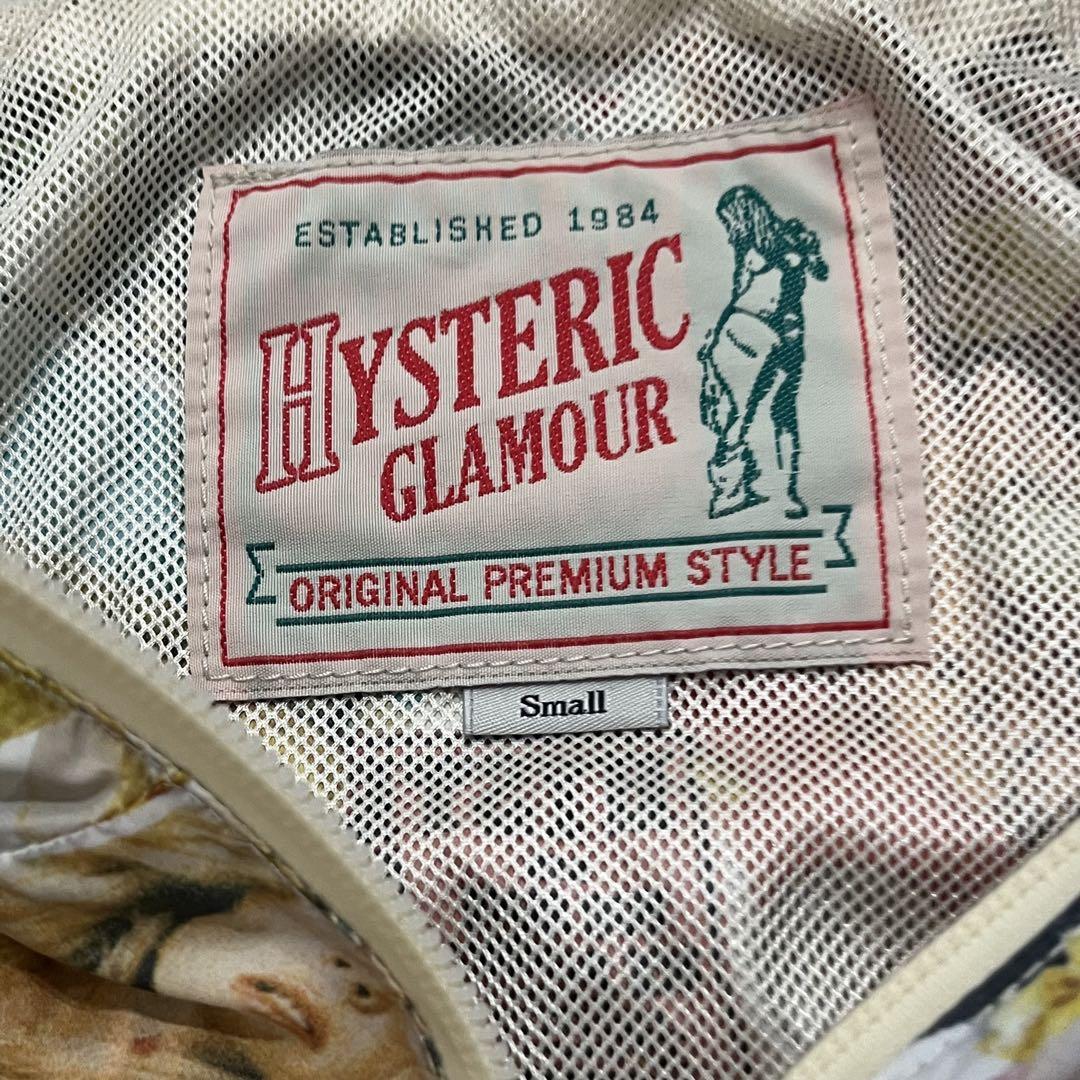 ESTABLISHED 1984
HYSTERIC
GLAMOUR
ORIGINAL PREMIUM STYLE
Small